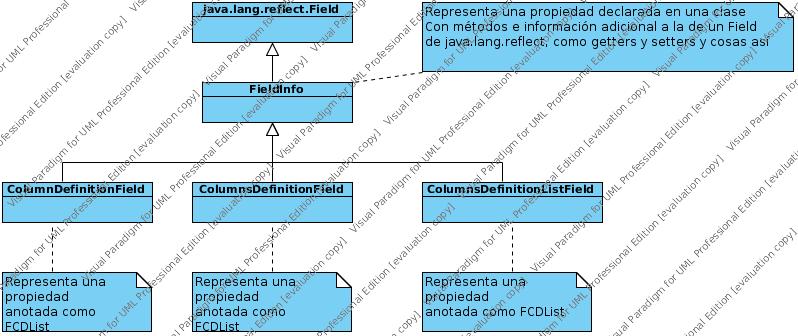 java.lang.reflect.Field
Representa una propiedad declarada en una clase
Con métodos e información adicional a la de un Field
de java.lang.reflect, como getters y setters y cosas así
FieldInfo
ColumnDefinitionField
ColumnsDefinitionField
ColumnsDefinitionListField
Representa una
propiedad
anotada como
FCDList
Representa una
propiedad
anotada como
FCDList
Representa una
propiedad
anotada como FCDList
Visual Paradigm for UML Professional Edition [evaluation copy]